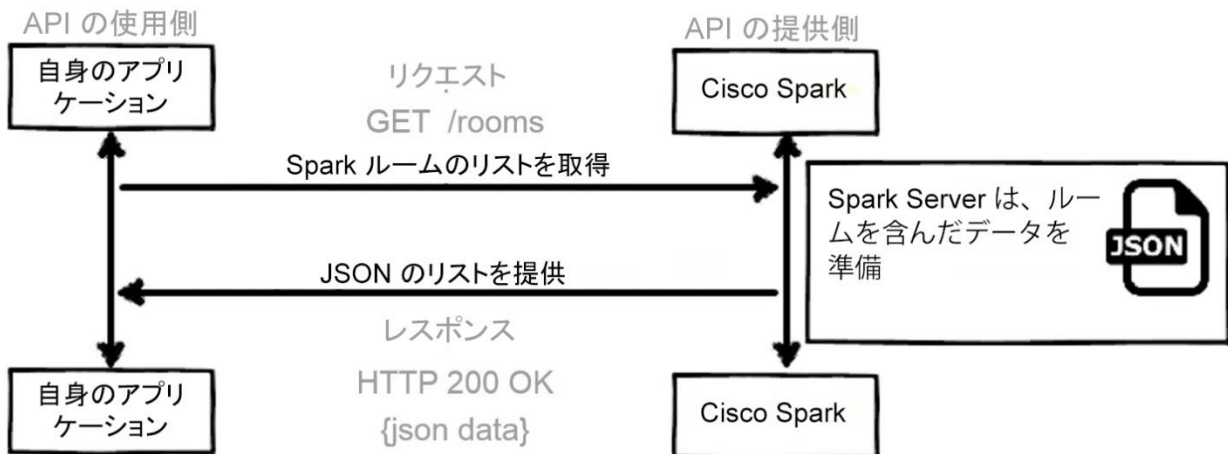 API の使用側
API の提供側
自身のアプリ
ケーション
リクエスト
GET /rooms
Cisco Spark
Spark ルームのリストを取得
Spark Server は、ルー
ムを含んだデータを
準備
JSON
JSON のリストを提供
レスポンス
HTTP 200 OK
{json data}
自身のアプリ
ケーション
Cisco Spark